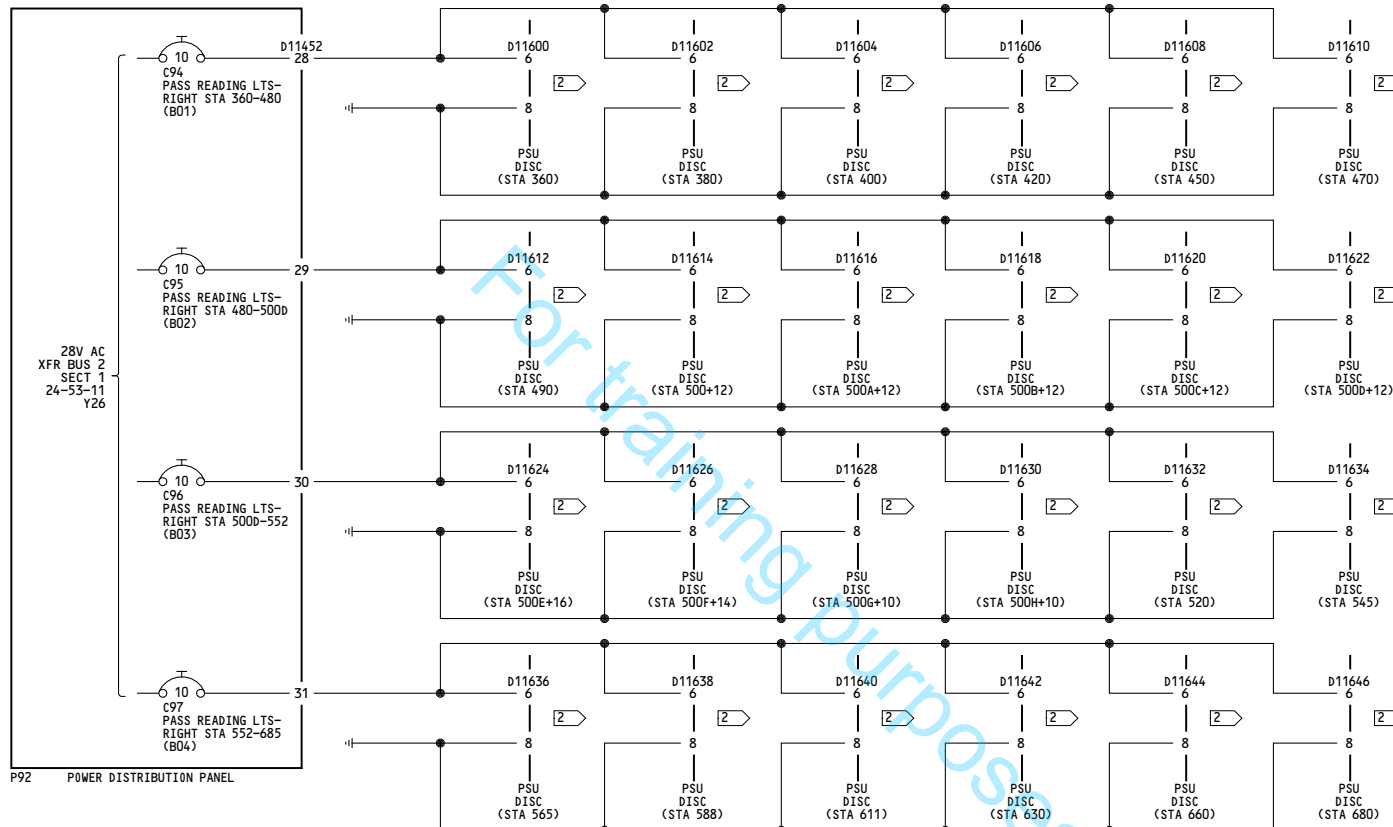 D11452
10
28
C94
PASS READING LTS-
RIGHT STA 360-480
(B01)
D11600 D11602 D11604 D11606 D11608 D11610
6 6 6 6 6 6
2 2 2 2 2 2
8 8 8 8 8 8
PSU PSU PSU PSU PSU PSU
DISC DISC DISC DISC DISC DISC
(STA 360) (STA 380) (STA 400) (STA 420) (STA 450) (STA 470)
10
29
C95
PASS READING LTS-
RIGHT STA 480-500D
(B02)
D11612 D11614 D11616 D11618 D11620 D11622
6 6 6 6 6 6
2 2 2 2 2 2
8 8 8 8 8 8
PSU PSU PSU PSU PSU PSU
DISC DISC DISC DISC DISC DISC
(STA 490) (STA 500+12) (STA 500A+12) (STA 500B+12) (STA 500C+12) (STA 500D+12)
28V AC
XFR BUS 2
SECT 1
24-53-11
Y26
10
30
C96
PASS READING LTS-
RIGHT STA 500D-552
(B03)
D11624 D11626 D11628 D11630 D11632 D11634
6 6 6 6 6 6
2 2 2 2 2 2
8 8 8 8 8 8
PSU PSU PSU PSU PSU PSU
DISC DISC DISC DISC DISC DISC
(STA 500E+16) (STA 500F+14) (STA 500G+10) (STA 500H+10) (STA 520) (STA 545)
10
31
C97
PASS READING LTS-
RIGHT STA 552-685
(B04)
D11636 D11638 D11640 D11642 D11644 D11646
6 6 6 6 6 6
2 2 2 2 2 2
8 8 8 8 8 8
PSU PSU PSU PSU PSU PSU
DISC DISC DISC DISC DISC DISC
(STA 565) (STA 588) (STA 611) (STA 630) (STA 660) (STA 680)
P92 POWER DISTRIBUTION PANEL
For training purposes